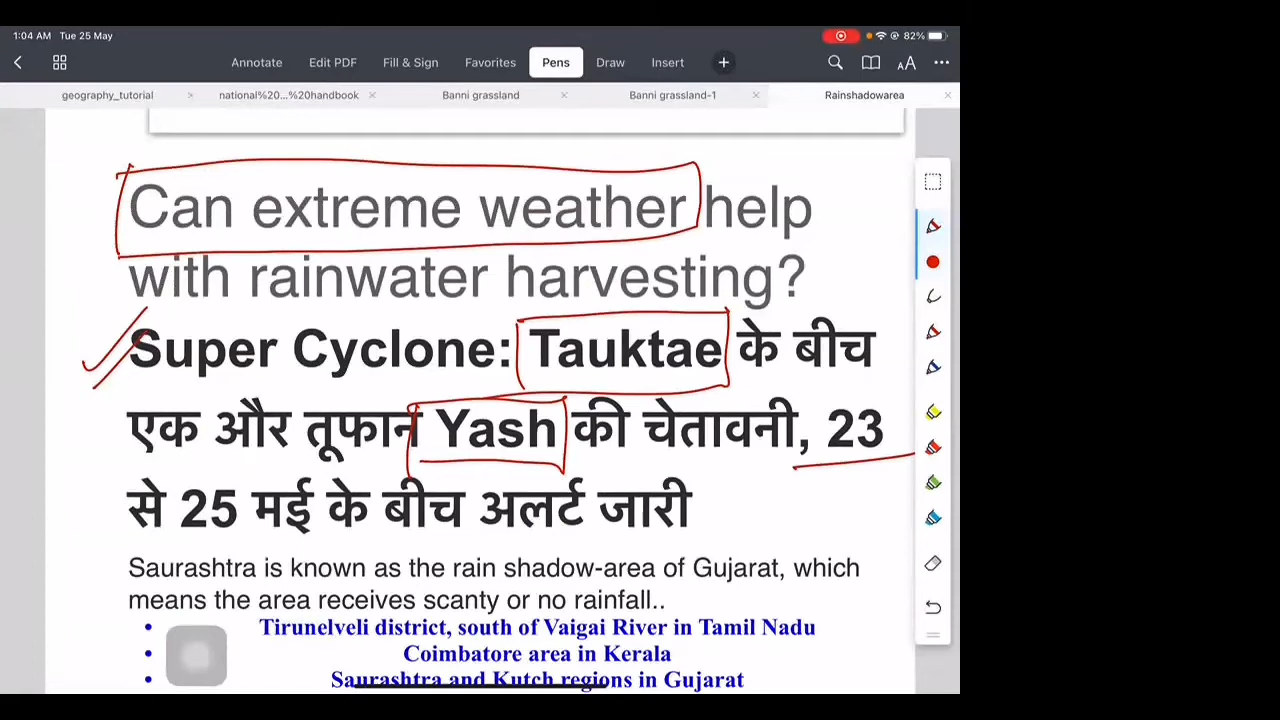 1:04 AM Tue 25 May
82%
Annotate Edit PDF Fill & Sign Favorites Pens Draw Insert
AA
geography_tutorial national%20...%20handbook Banni grassland Banni grassland-1 Rainshadowarea
Can extreme weather help
with rainwater harvesting?
Super Cyclone: Tauktae के बीच
एक और तूफान Yash की चेतावनी, 23
से 25 मई के बीच अलर्ट जारी
Saurashtra is known as the rain shadow-area of Gujarat, which
means the area receives scanty or no rainfall..
• Tirunelveli district, south of Vaigai River in Tamil Nadu
• Coimbatore area in Kerala
• Saurashtra and Kutch regions in Gujarat